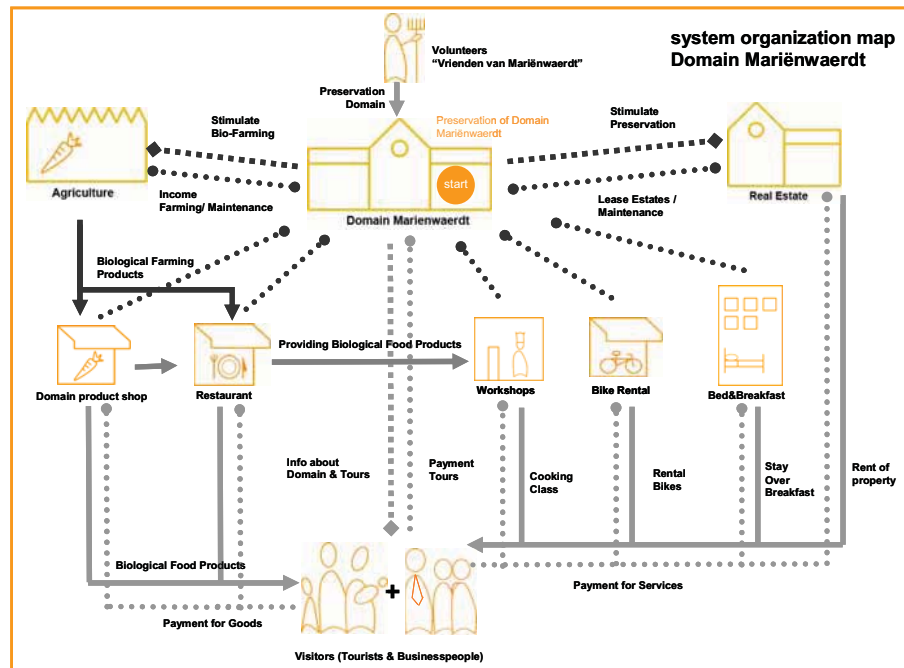 system organization map
Domain Mariënwaerdt
Volunteers
“Vrienden van Mariënwaerdt”
Preservation
Domain
Stimulate
Bio-Farming
Preservation of Domain
Mariënwaerdt
Stimulate
Preservation
start
Agriculture
Income
Farming/ Maintenance
Domain Marienwaerdt
Lease Estates /
Maintenance
Real Estate
Biological Farming
Products
Providing Biological Food Products
Domain product shop
Restaurant
Workshops
Bike Rental
Bed&Breakfast
Info about
Domain & Tours
Payment
Tours
Cooking
Class
Rental
Bikes
Stay
Over
Breakfast
Rent of
property
Biological Food Products
+
Payment for Services
Payment for Goods
Visitors (Tourists & Businesspeople)